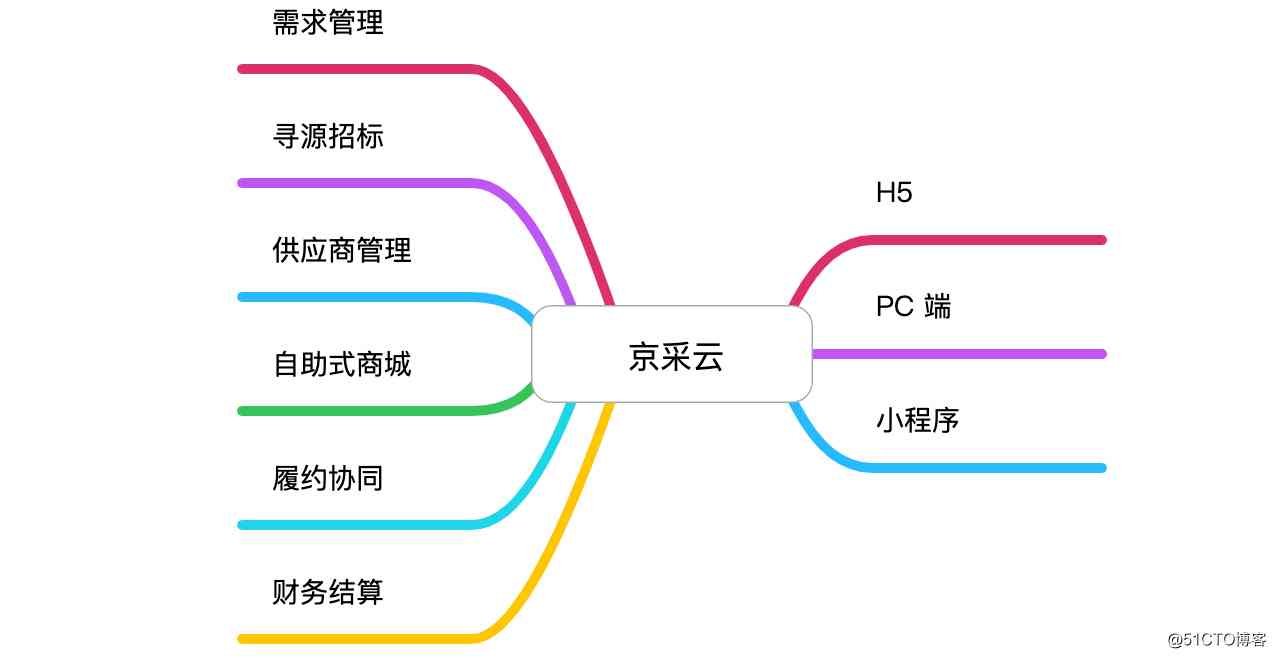 需求管理
寻源招标
供应商管理
自助式商城
履约协同
财务结算
京采云
H5
PC 端
小程序
@51CTO博客